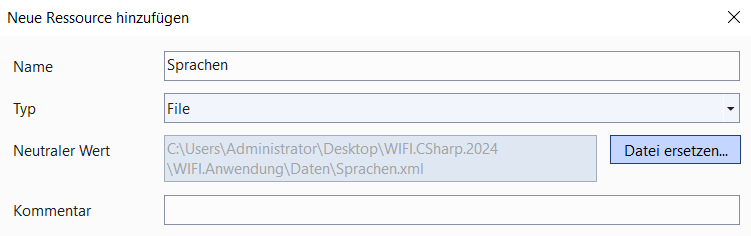 Neue Ressource hinzufügen
Name
Sprachen
Typ
File
Neutraler Wert
C:\Users\Administrator\Desktop\WIFI.CSharp.2024
\WIFI.Anwendung\Daten\Sprachen.xml
Datei ersetzen...
Kommentar